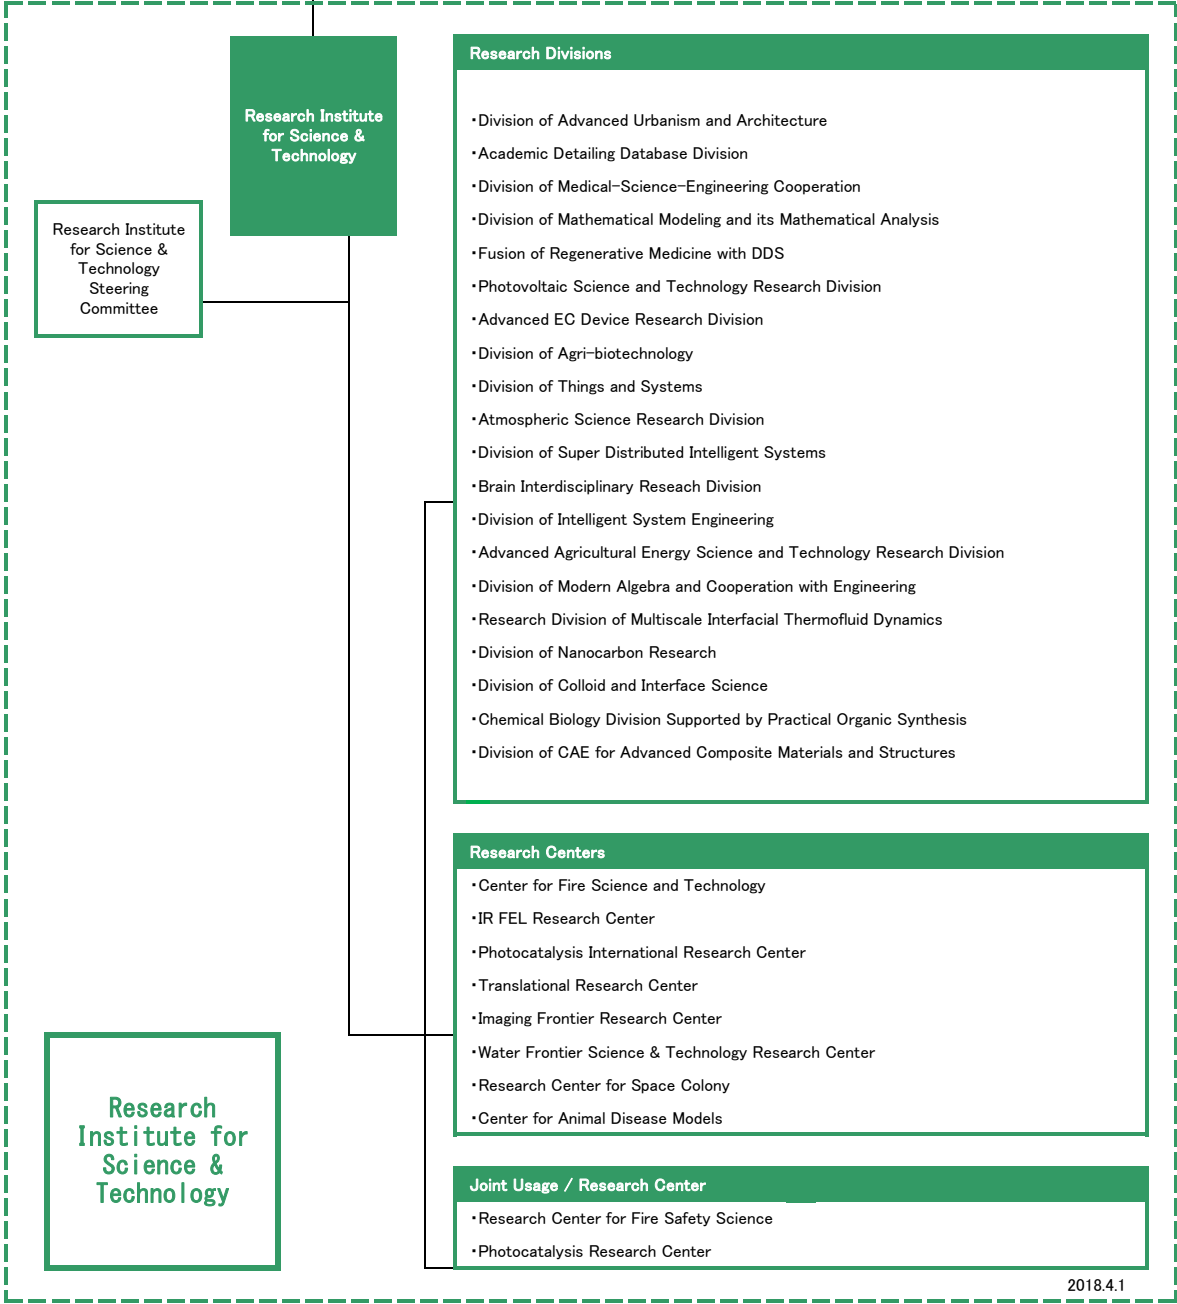 Research Institute
for Science &
Technology
Research Institute
for Science &
Technology
Steering
Committee
Research Divisions
・Division of Advanced Urbanism and Architecture
・Academic Detailing Database Division
・Division of Medical-Science-Engineering Cooperation
・Division of Mathematical Modeling and its Mathematical Analysis
・Fusion of Regenerative Medicine with DDS
・Photovoltaic Science and Technology Research Division
・Advanced EC Device Research Division
・Division of Agri-biotechnology
・Division of Things and Systems
・Atmospheric Science Research Division
・Division of Super Distributed Intelligent Systems
・Brain Interdisciplinary Reseach Division
・Division of Intelligent System Engineering
・Advanced Agricultural Energy Science and Technology Research Division
・Division of Modern Algebra and Cooperation with Engineering
・Research Division of Multiscale Interfacial Thermofluid Dynamics
・Division of Nanocarbon Research
・Division of Colloid and Interface Science
・Chemical Biology Division Supported by Practical Organic Synthesis
・Division of CAE for Advanced Composite Materials and Structures
Research Centers
・Center for Fire Science and Technology
・IR FEL Research Center
・Photocatalysis International Research Center
・Translational Research Center
・Imaging Frontier Research Center
・Water Frontier Science & Technology Research Center
・Research Center for Space Colony
・Center for Animal Disease Models
Joint Usage / Research Center
・Research Center for Fire Safety Science
・Photocatalysis Research Center
Research
Institute for
Science &
Technology
2018.4.1